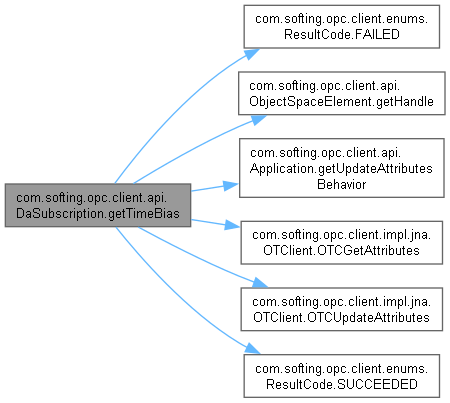 com.softing.opc.client.enums.
ResultCode.FAILED
com.softing.opc.client.api.
ObjectSpaceElement.getHandle
com.softing.opc.client.api.
Application.getUpdateAttributes
Behavior
com.softing.opc.client.api.
DaSubscription.getTimeBias
com.softing.opc.client.impl.jna.
OTClient.OTCGetAttributes
com.softing.opc.client.impl.jna.
OTClient.OTCUpdateAttributes
com.softing.opc.client.enums.
ResultCode.SUCCEEDED